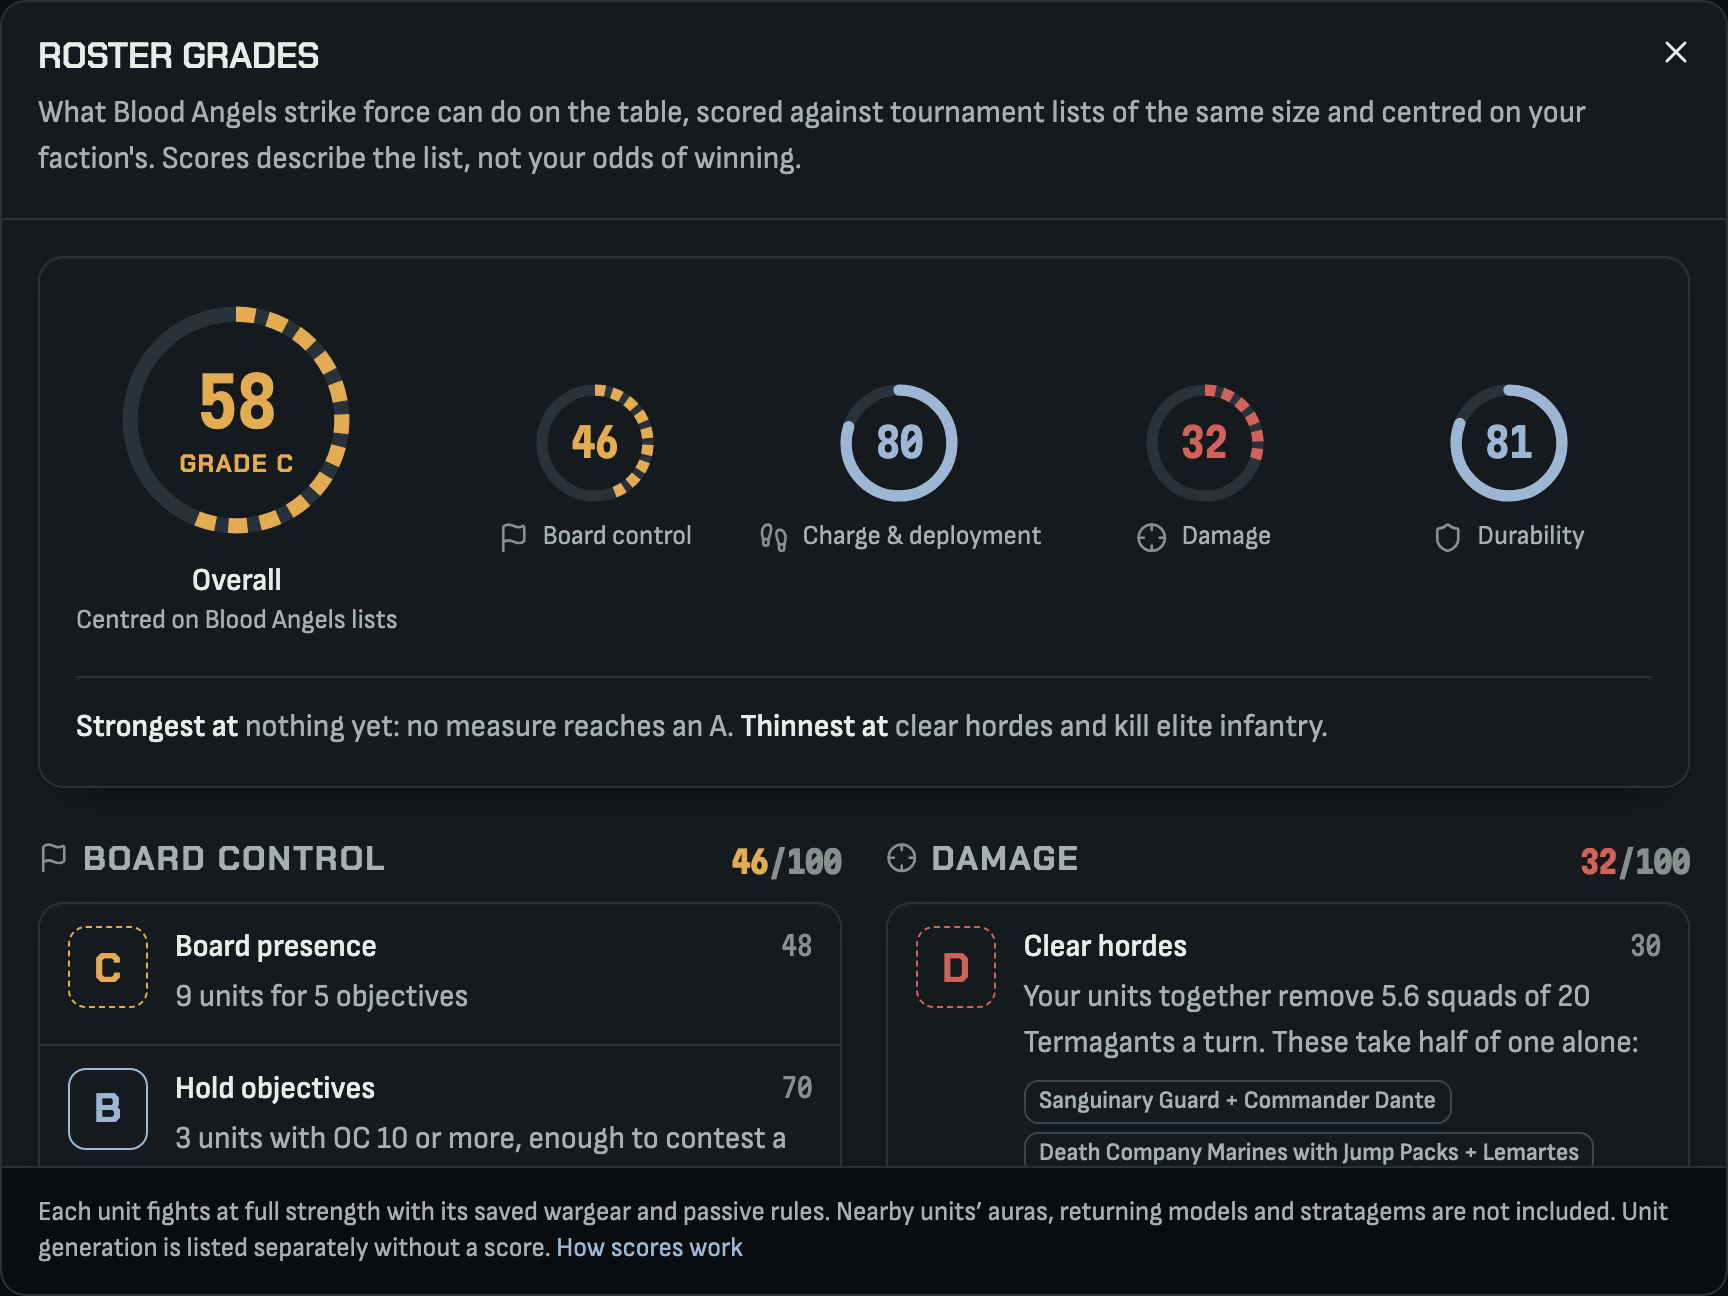 ROSTER GRADES
What Blood Angels strike force can do on the table, scored against tournament lists of the same size and centred on your
faction's. Scores describe the list, not your odds of winning.
58
GRADE C
Overall
Centred on Blood Angels lists
46
Board control
80
Charge & deployment
32
Damage
81
Durability
Strongest at nothing yet: no measure reaches an A. Thinnest at clear hordes and kill elite infantry.
BOARD CONTROL 46/100
C
Board presence 48
9 units for 5 objectives
B
Hold objectives 70
3 units with OC 10 or more, enough to contest a
DAMAGE 32/100
D
Clear hordes 30
Your units together remove 5.6 squads of 20
Termagants a turn. These take half of one alone:
Sanguinary Guard + Commander Dante
Death Company Marines with Jump Packs + Lemartes
Each unit fights at full strength with its saved wargear and passive rules. Nearby units’ auras, returning models and stratagems are not included. Unit
generation is listed separately without a score. How scores work